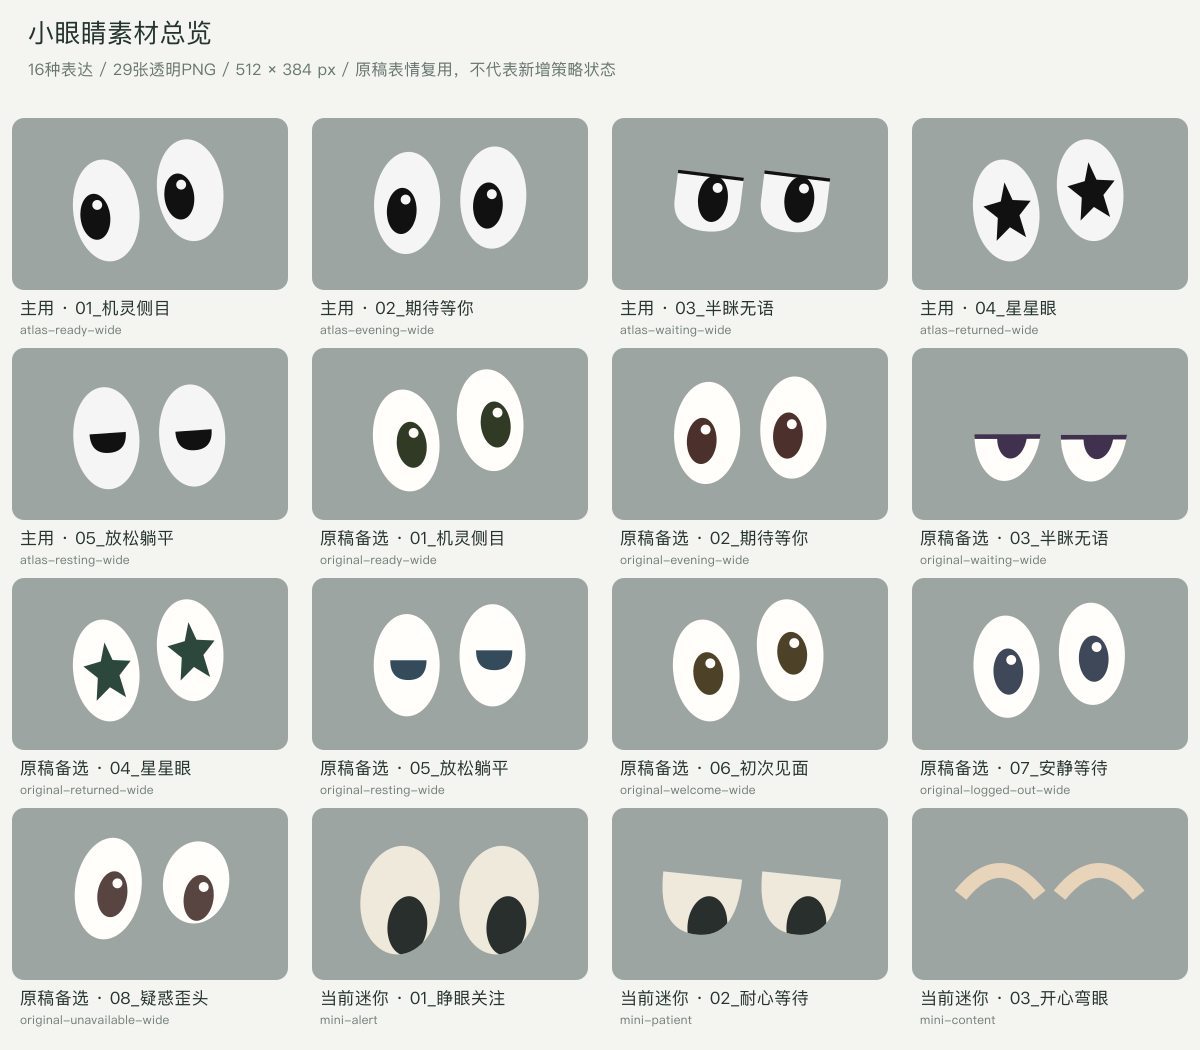 小眼睛素材总览
16种表达 / 29张透明PNG / 512 × 384 px / 原稿表情复用，不代表新增策略状态
主用 · 01_机灵侧目
atlas-ready-wide
主用 · 02_期待等你
atlas-evening-wide
主用 · 03_半眯无语
atlas-waiting-wide
主用 · 04_星星眼
atlas-returned-wide
主用 · 05_放松躺平
atlas-resting-wide
原稿备选 · 01_机灵侧目
original-ready-wide
原稿备选 · 02_期待等你
original-evening-wide
原稿备选 · 03_半眯无语
original-waiting-wide
原稿备选 · 04_星星眼
original-returned-wide
原稿备选 · 05_放松躺平
original-resting-wide
原稿备选 · 06_初次见面
original-welcome-wide
原稿备选 · 07_安静等待
original-logged-out-wide
原稿备选 · 08_疑惑歪头
original-unavailable-wide
当前迷你 · 01_睁眼关注
mini-alert
当前迷你 · 02_耐心等待
mini-patient
当前迷你 · 03_开心弯眼
mini-content